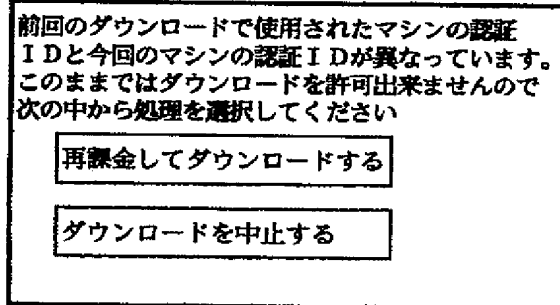 前回のダウンロードで使用されたマシンの認証
ＩＤと今回のマシンの認証ＩＤが異なっています。
このままではダウンロードを許可出来ませんので
次の中から処理を選択してください
再課金してダウンロードする
ダウンロードを中止する